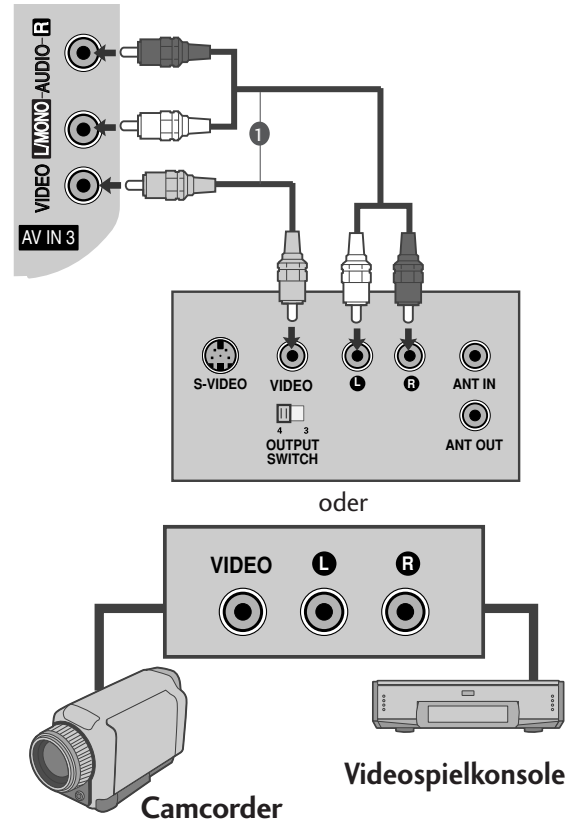 VIDEO L/MONO-AUDIO-R
AV IN 3
1
S-VIDEO VIDEO L R ANT IN
4 3
OUTPUT
SWITCH
ANT OUT
oder
VIDEO L R
Videospielkonsole
Camcorder